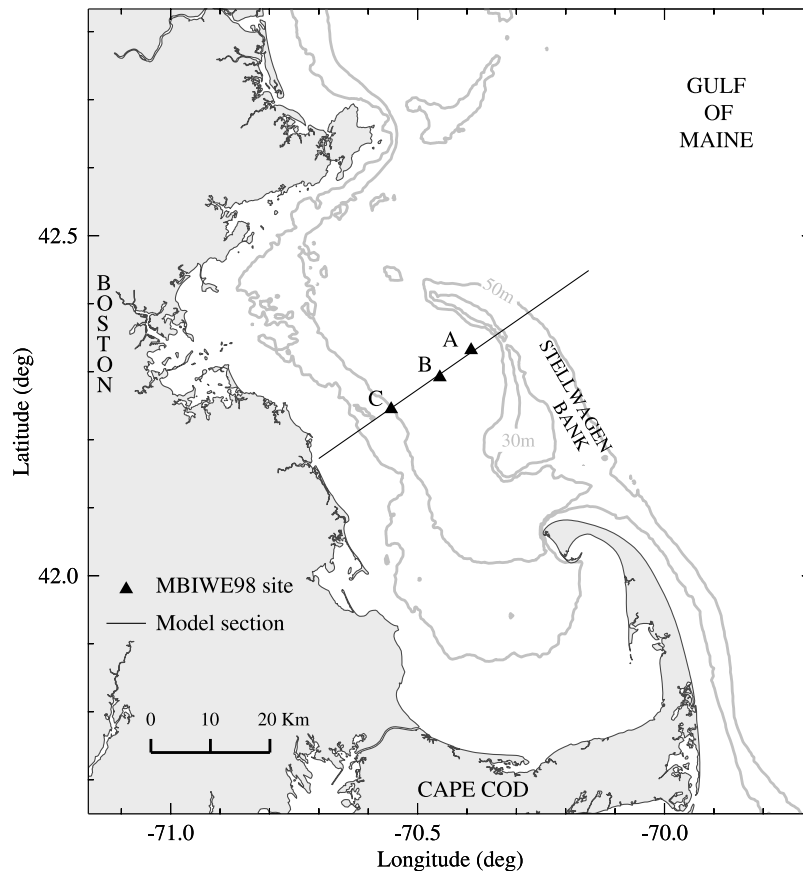 GULF
OF
MAINE
42.5
50m
BOSTON
A
B
C
STELLWAGEN
BANK
30m
Latitude (deg)
42.0
MBIWE98 site
Model section
0 10 20 Km
CAPE COD
-71.0 -70.5 -70.0
Longitude (deg)